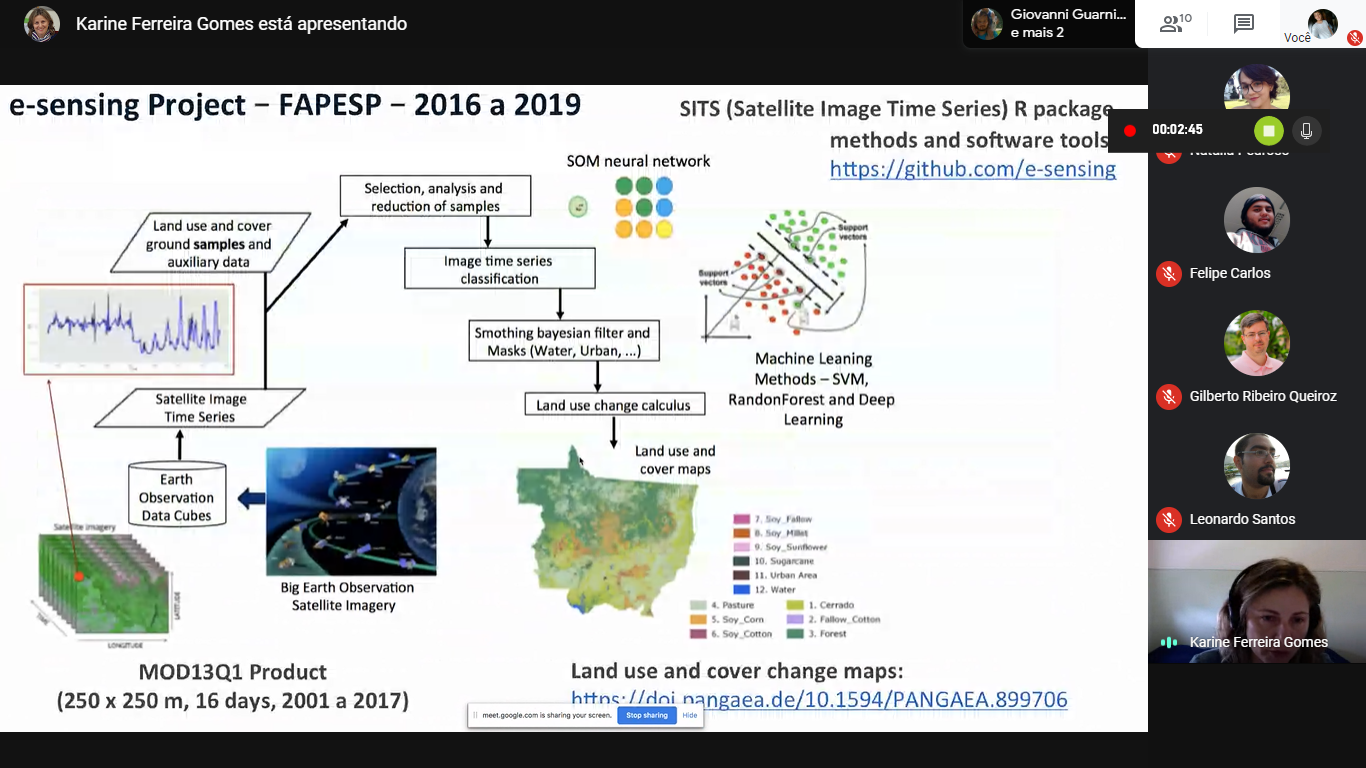 Karine Ferreira Gomes está apresentando
Giovanni Guarni...
e mais 2
10
Você
00:02:45
Felipe Carlos
Gilberto Ribeiro Queiroz
Leonardo Santos
Karine Ferreira Gomes
e-sensing Project – FAPESP – 2016 a 2019
SITS (Satellite Image Time Series) R package
methods and software tools
https://github.com/e-sensing
SOM neural network
Selection, analysis and
reduction of samples
Land use and cover
ground samples and
auxiliary data
Image time series
classification
Support
vectors
Support
vectors
Smothing bayesian filter and
Masks (Water, Urban, ...)
Machine Leaning
Methods – SVM,
RandonForest and Deep
Learning
Satellite Image
Time Series
Land use change calculus
Land use and
cover maps
Earth
Observation
Data Cubes
Satellite Imagery
TIME
LATITUDE
LONGITUDE
Big Earth Observation
Satellite Imagery
7. Soy_Fallow
8. Soy_Millet
9. Soy_Sunflower
10. Sugarcane
11. Urban Area
12. Water
4. Pasture
5. Soy_Corn
6. Soy_Cotton
1. Cerrado
2. Fallow_Cotton
3. Forest
MOD13Q1 Product
(250 x 250 m, 16 days, 2001 a 2017)
Land use and cover change maps:
https://doi.pangaea.de/10.1594/PANGAEA.899706
meet.google.com is sharing your screen.
Stop sharing
Hide